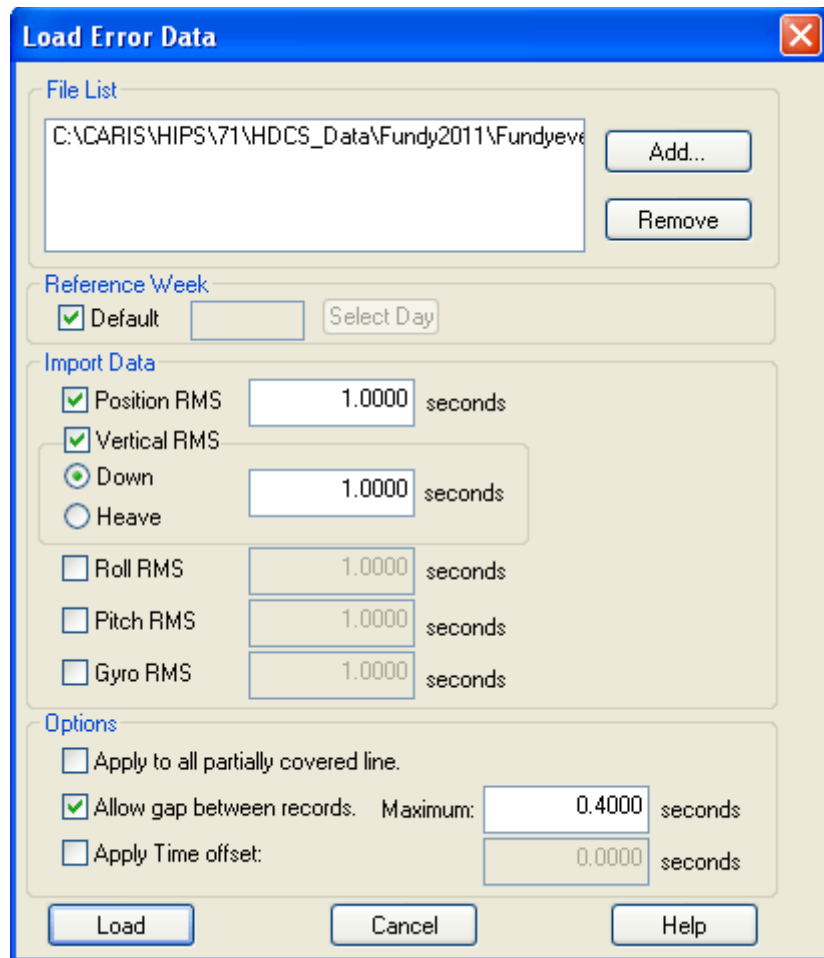 Load Error Data
File List
C:\CARIS\HIPS\71\HDCS_Data\Fundy2011\Fundyeve
Add...
Remove
Reference Week
Default
Select Day
Import Data
Position RMS 1.0000 seconds
Vertical RMS
Down
1.0000 seconds
Heave
Roll RMS 1.0000 seconds
Pitch RMS 1.0000 seconds
Gyro RMS 1.0000 seconds
Options
Apply to all partially covered line.
Allow gap between records. Maximum: 0.4000 seconds
Apply Time offset: 0.0000 seconds
Load Cancel Help